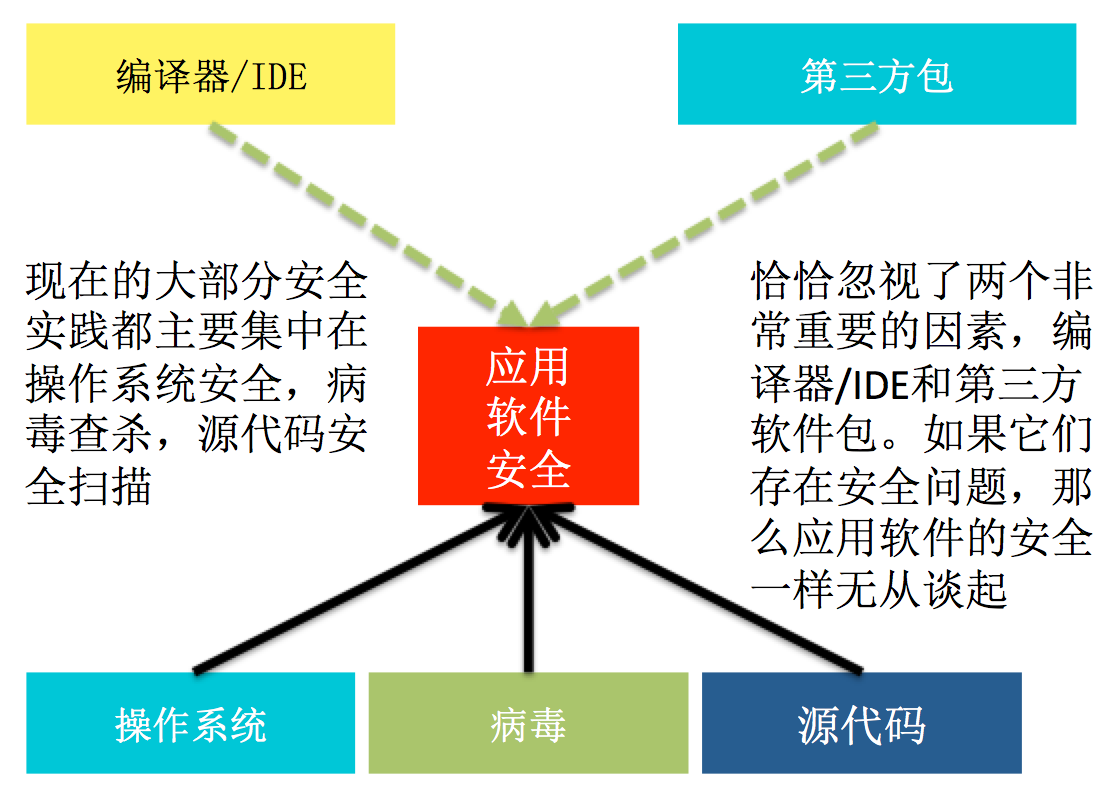 编译器/IDE
第三方包
现在的大部分安全
实践都主要集中在
操作系统安全，病
毒查杀，源代码安
全扫描
恰恰忽视了两个非
常重要的因素，编
译器/IDE和第三方
软件包。如果它们
存在安全问题，那
么应用软件的安全
一样无从谈起
应用
软件
安全
操作系统
病毒
源代码